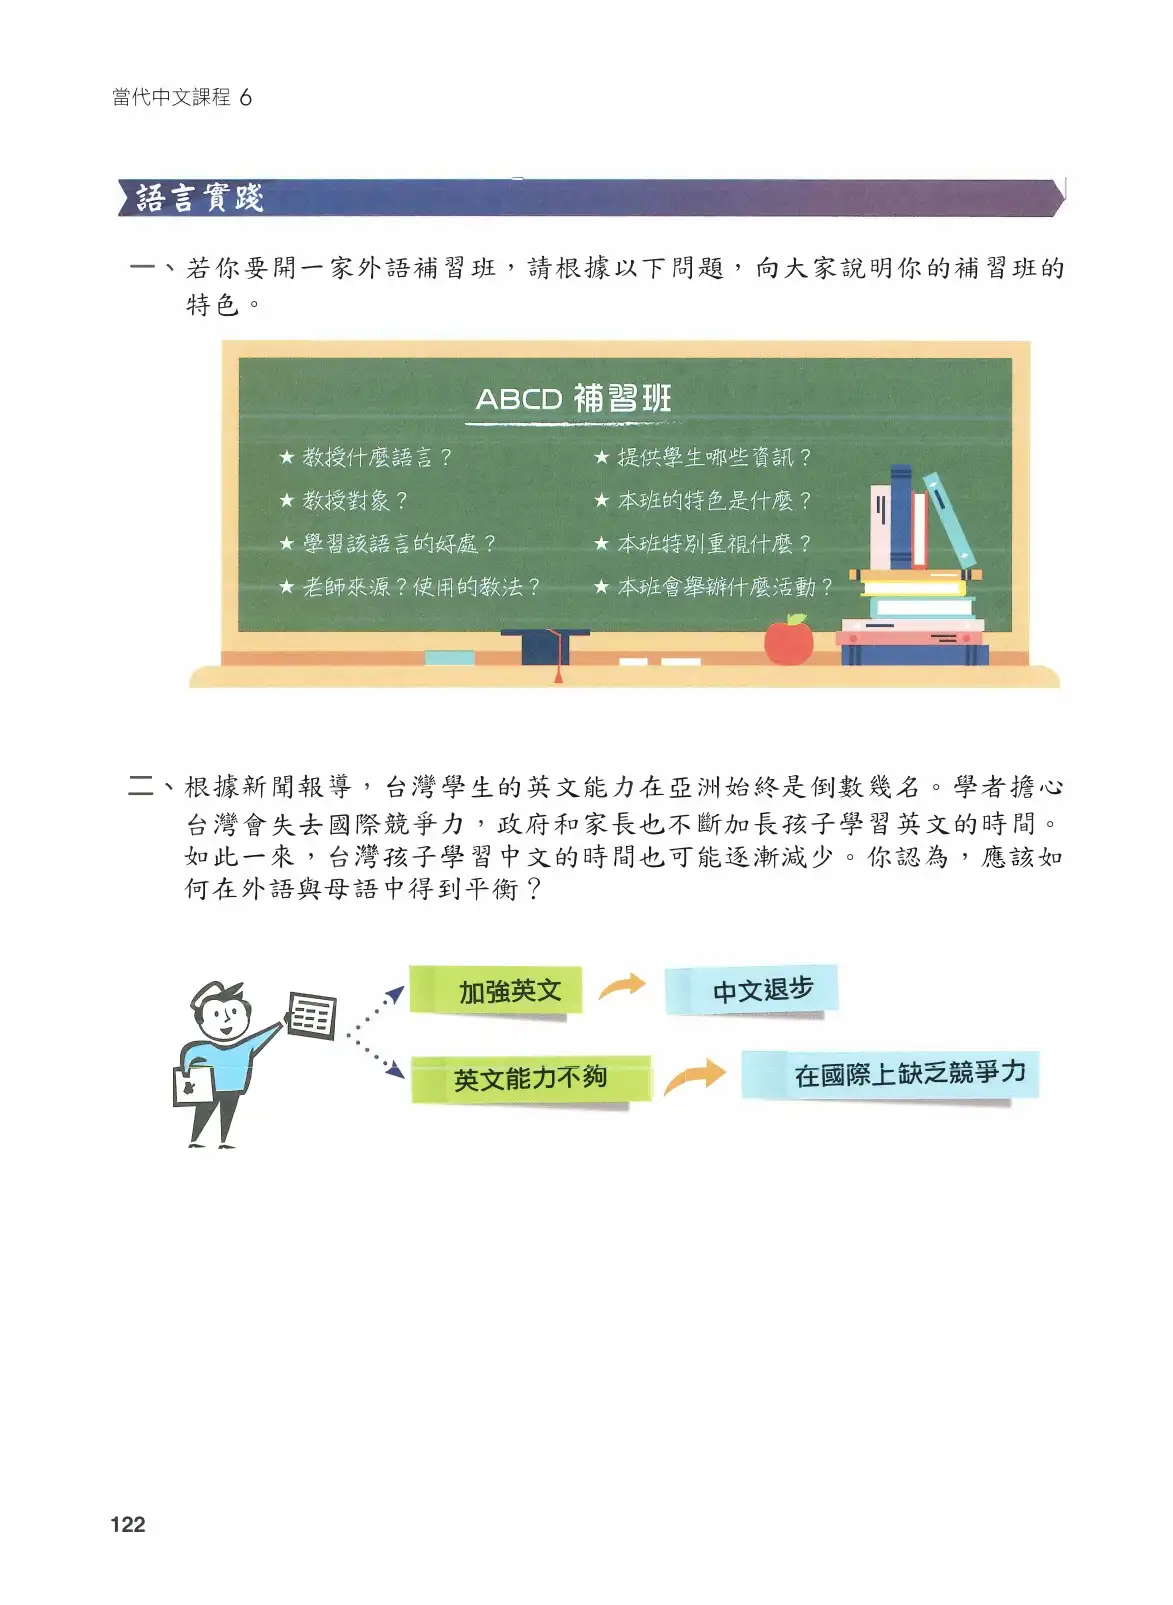 當代中文課程 6
語言實踐
一、若你要開一家外語補習班，請根據以下問題，向大家說明你的補習班的
特色。
ABCD 補習班
★ 教授什麼語言？
★ 教授對象？
★ 學習該語言的好處？
★ 老師來源？使用的教法？
★ 提供學生哪些資訊？
★ 本班的特色是什麼？
★ 本班特別重視什麼？
★ 本班會舉辦什麼活動？
二、根據新聞報導，台灣學生的英文能力在亞洲始終是倒數幾名。學者擔心
台灣會失去國際競爭力，政府和家長也不斷加長孩子學習英文的時間。
如此一來，台灣孩子學習中文的時間也可能逐漸減少。你認為，應該如
何在外語與母語中得到平衡？
加強英文
中文退步
英文能力不夠
在國際上缺乏競爭力
122